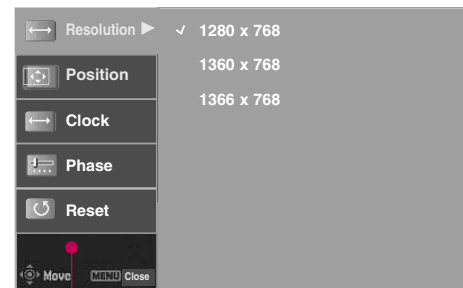 Resolution
Position
Clock
Phase
Reset
Move MENU Close
1280 x 768
1360 x 768
1366 x 768